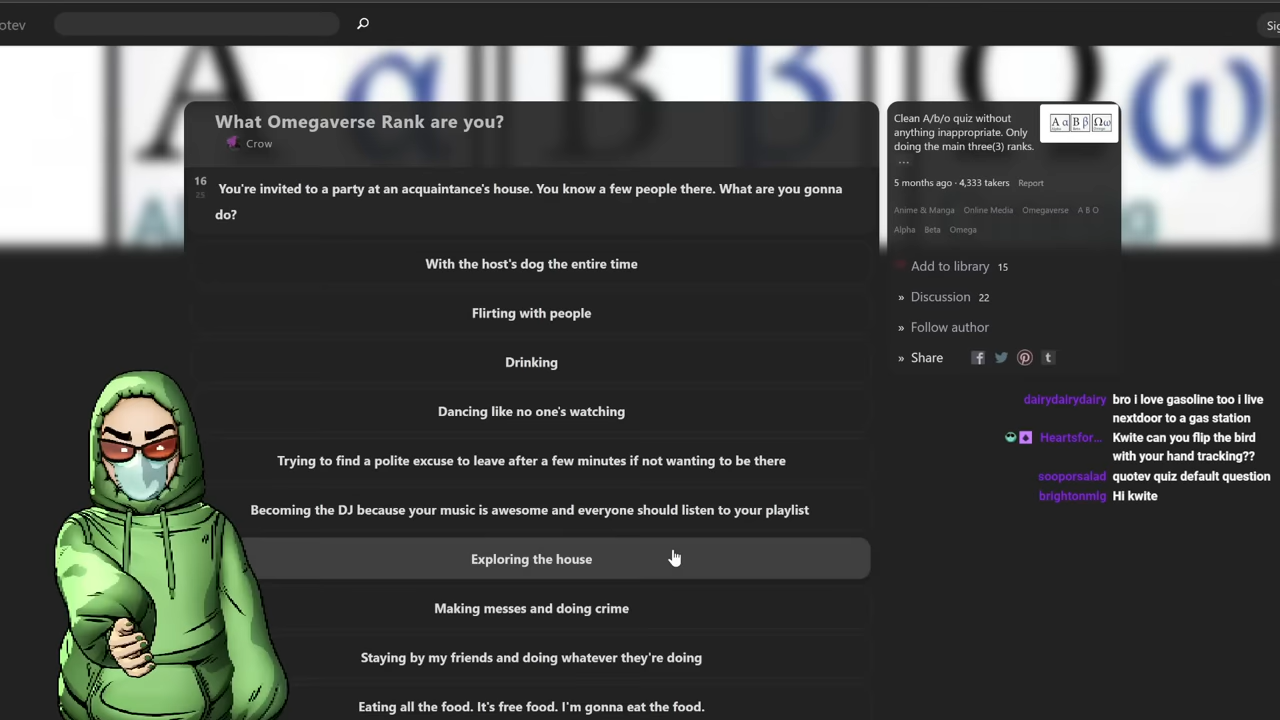 otev
Sig
A α B β Ω ω
What Omegaverse Rank are you?
Crow
16
25
You're invited to a party at an acquaintance's house. You know a few people there. What are you gonna
do?
With the host's dog the entire time
Flirting with people
Drinking
Dancing like no one's watching
Trying to find a polite excuse to leave after a few minutes if not wanting to be there
Becoming the DJ because your music is awesome and everyone should listen to your playlist
Exploring the house
Making messes and doing crime
Staying by my friends and doing whatever they're doing
Eating all the food. It's free food. I'm gonna eat the food.
Clean A/b/o quiz without
anything inappropriate. Only
doing the main three(3) ranks.
...
A α B β Ω ω
5 months ago · 4,333 takers Report
Anime & Manga Online Media Omegaverse A B O
Alpha Beta Omega
Add to library 15
» Discussion 22
» Follow author
» Share
dairydairydairy bro i love gasoline too i live
nextdoor to a gas station
Heartsfor... Kwite can you flip the bird
with your hand tracking??
sooporsalad quotev quiz default question
brightonmig Hi kwite